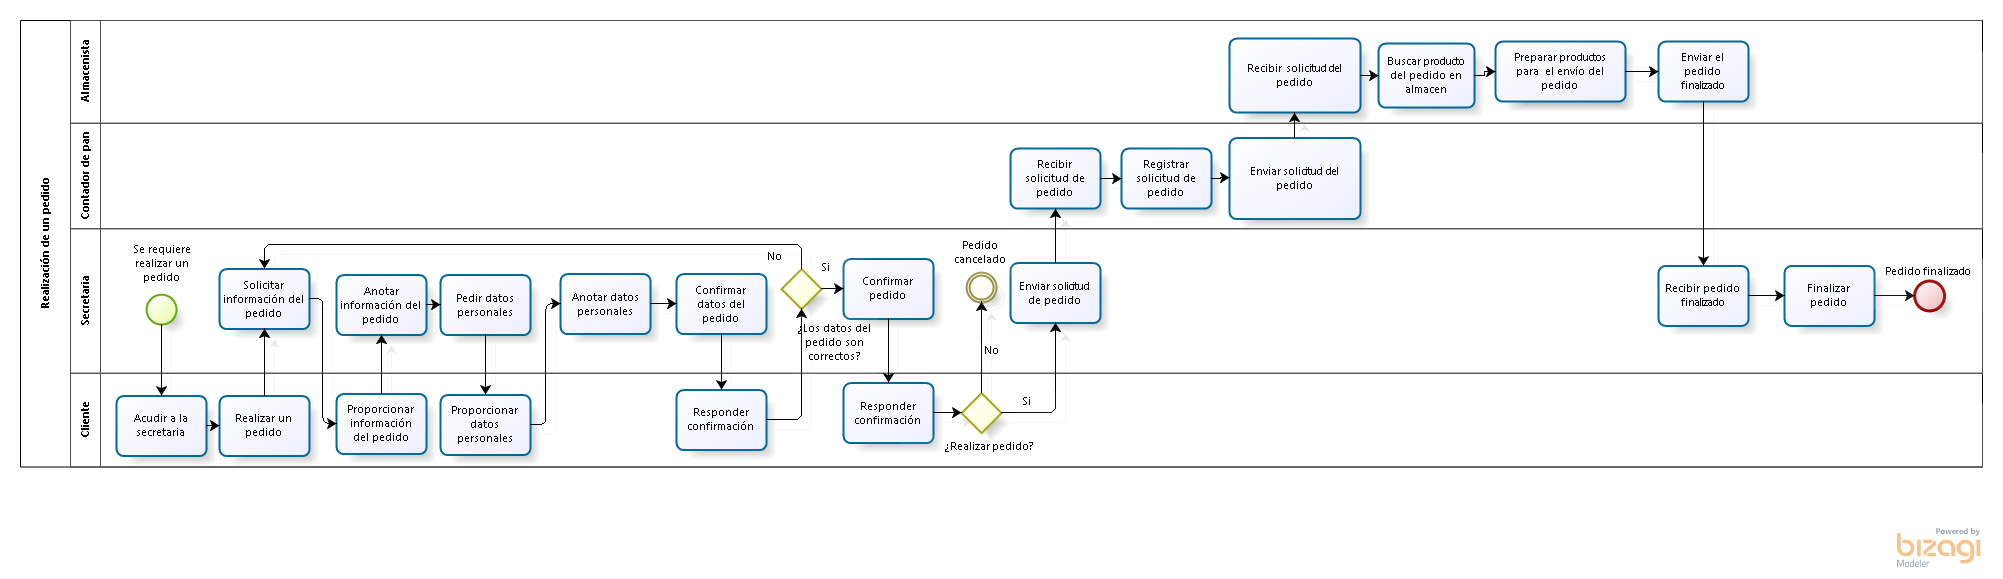 Realización de un pedido
Almacenista
Recibir solicitud del
pedido
Buscar producto
del pedido en
almacen
Preparar productos
para el envío del
pedido
Enviar el
pedido
finalizado
Contador de pan
Recibir
solicitud de
pedido
Registrar
solicitud de
pedido
Enviar solicitud del
pedido
Secretaria
Se requiere
realizar un
pedido
Solicitar
información del
pedido
Anotar
información del
pedido
Pedir datos
personales
Anotar datos
personales
Confirmar
datos del
pedido
No
Si
¿Los datos del
pedido son
correctos?
Confirmar
pedido
Pedido
cancelado
No
Enviar solicitud
de pedido
Recibir pedido
finalizado
Finalizar
pedido
Pedido finalizado
Cliente
Acudir a la
secretaria
Realizar un
pedido
Proporcionar
información
del pedido
Proporcionar
datos
personales
Responder
confirmación
Responder
confirmación
Si
¿Realizar pedido?
Powered by
bizagi
Modeler